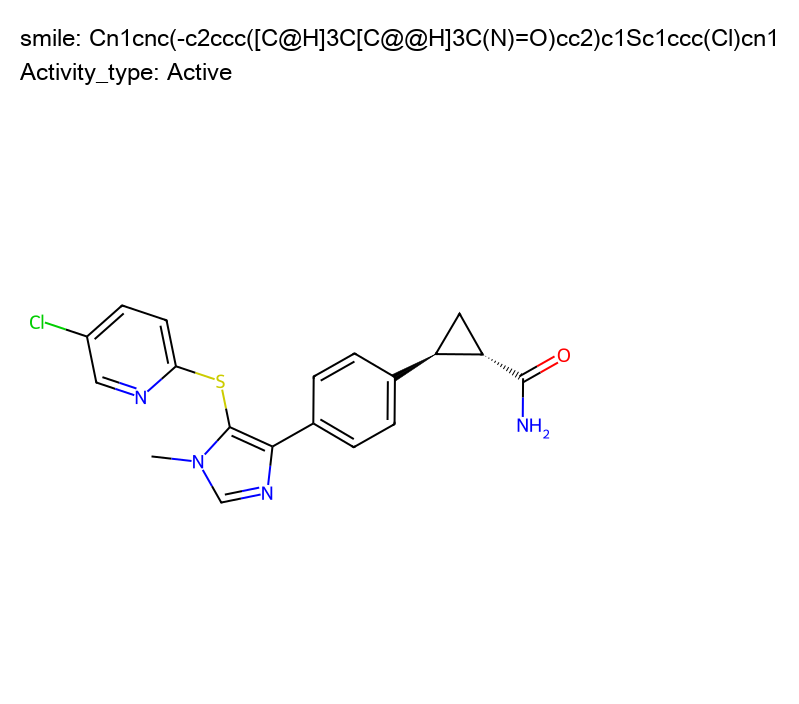 smile: Cn1cnc(-c2ccc([C@H]3C[C@@H]3C(N)=O)cc2)c1Sc1ccc(Cl)cn1
Activity_type: Active
Cl
O
S
N
NH2
N
N